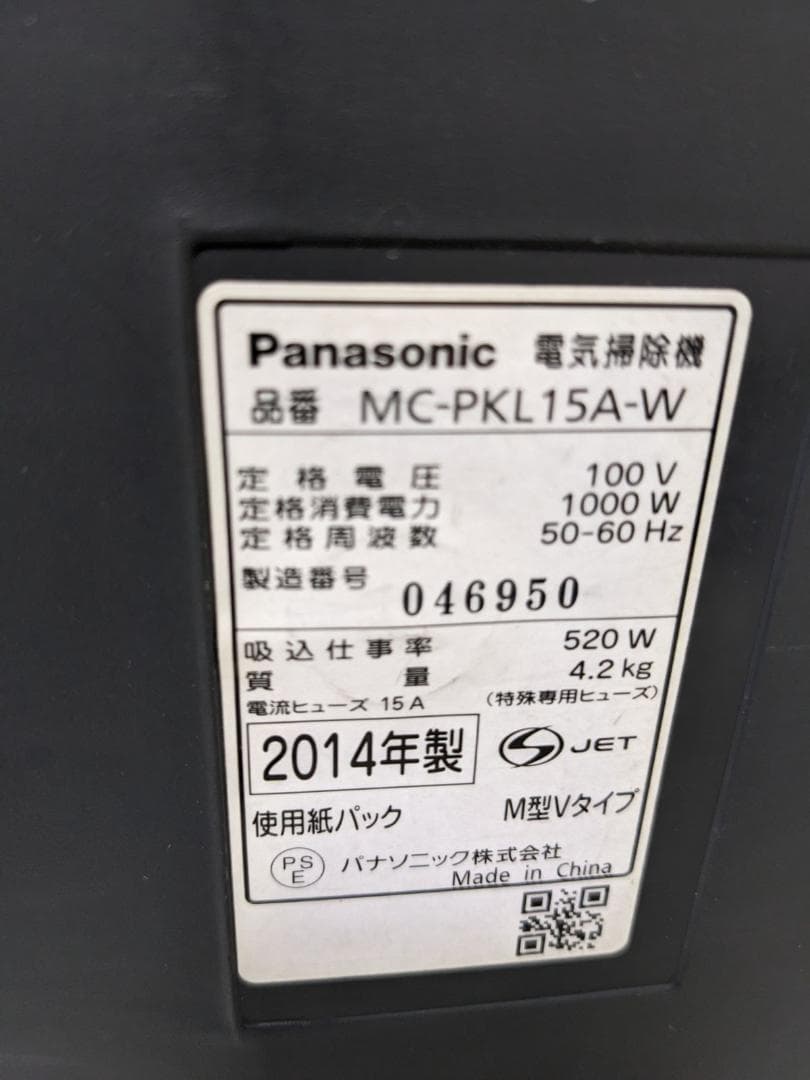 Panasonic 電気掃除機
品番 MC-PKL15A-W
定格電圧 100 V
定格消費電力 1000 W
定格周波数 50-60 Hz
製造番号 046950
吸込仕事率 520 W
質量 4.2 kg
電流ヒューズ 15 A (特殊専用ヒューズ)
2014年製 S JET
使用紙パック M型Vタイプ
PS E パナソニック株式会社
Made in China